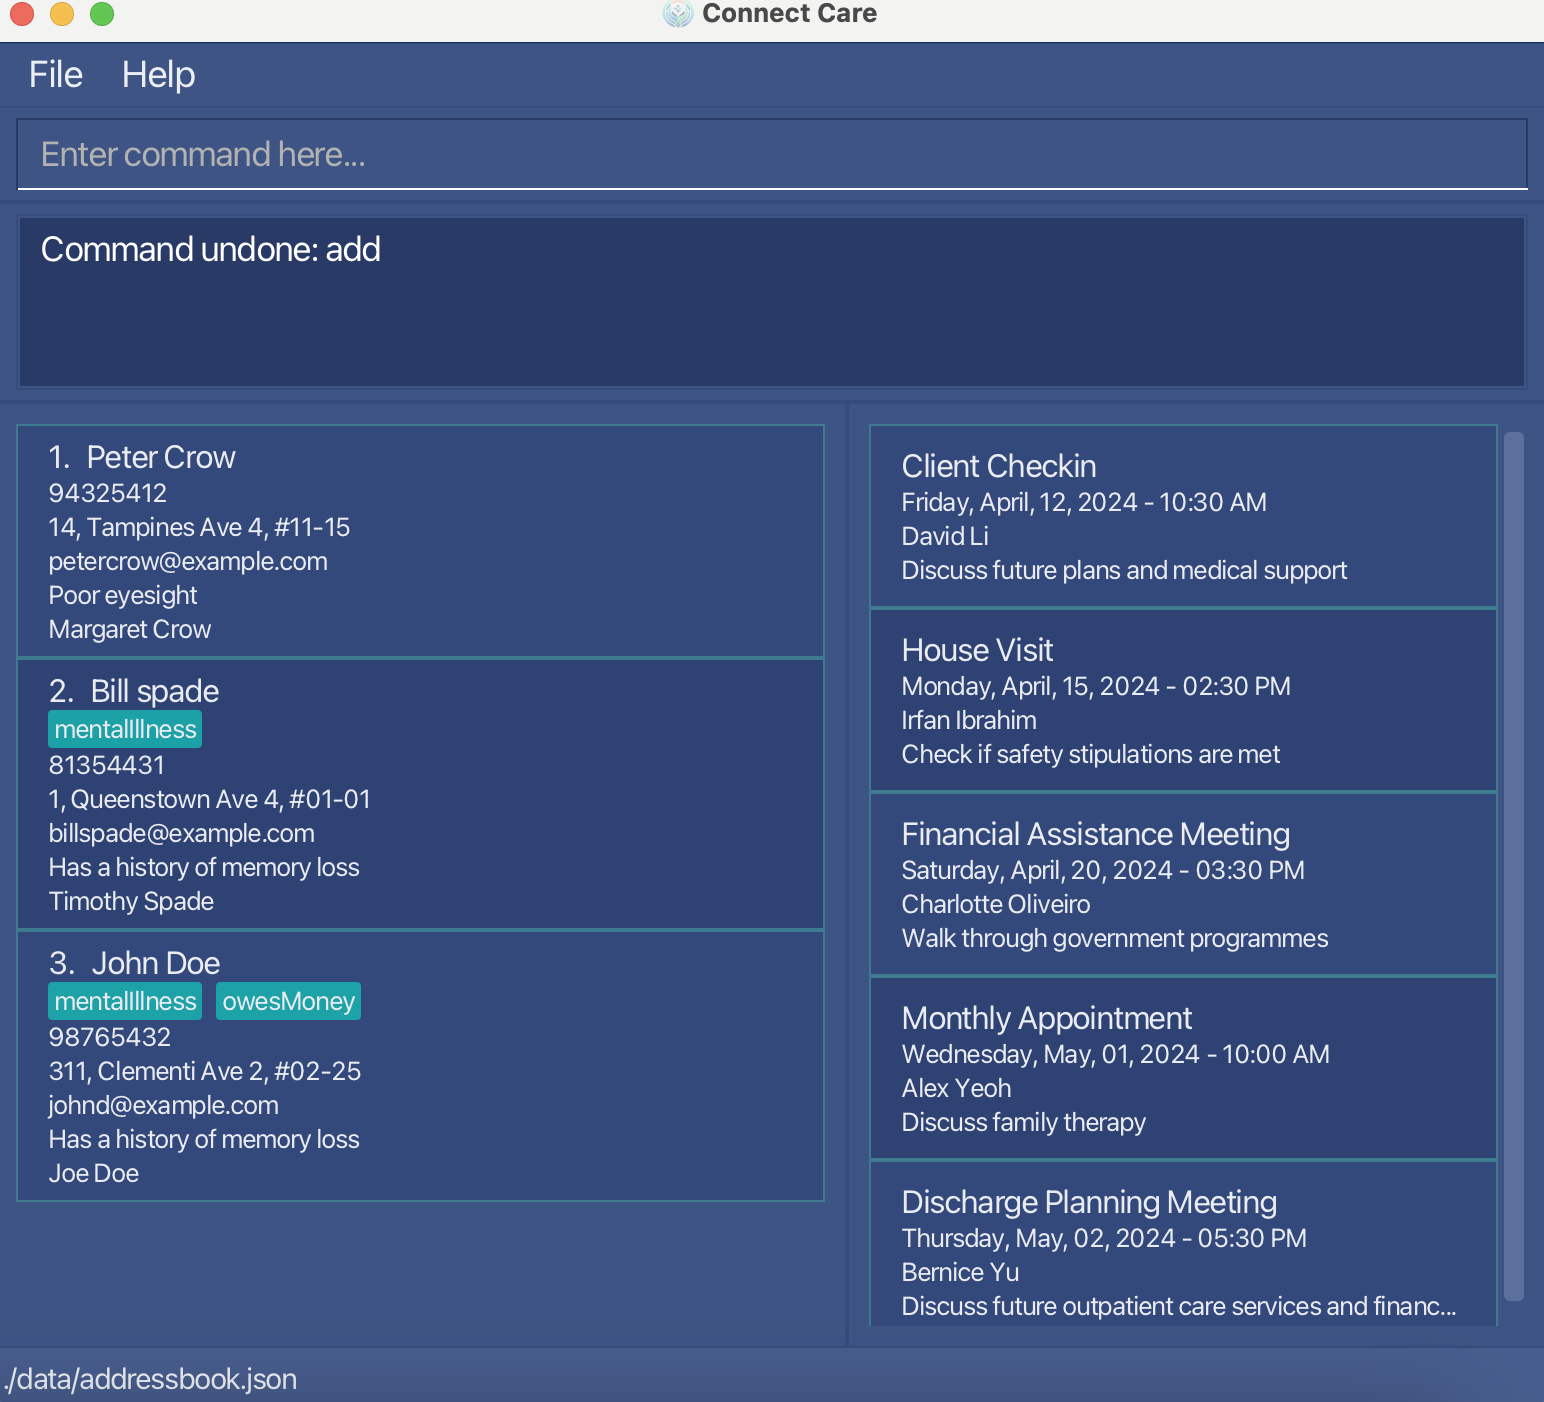 Connect Care
File Help
Enter command here...
Command undone: add
1. Peter Crow
94325412
14, Tampines Ave 4, #11-15
petercrow@example.com
Poor eyesight
Margaret Crow
2. Bill spade
mentalIllness
81354431
1, Queenstown Ave 4, #01-01
billspade@example.com
Has a history of memory loss
Timothy Spade
3. John Doe
mentalIllness owesMoney
98765432
311, Clementi Ave 2, #02-25
johnd@example.com
Has a history of memory loss
Joe Doe
Client Checkin
Friday, April, 12, 2024 - 10:30 AM
David Li
Discuss future plans and medical support
House Visit
Monday, April, 15, 2024 - 02:30 PM
Irfan Ibrahim
Check if safety stipulations are met
Financial Assistance Meeting
Saturday, April, 20, 2024 - 03:30 PM
Charlotte Oliveiro
Walk through government programmes
Monthly Appointment
Wednesday, May, 01, 2024 - 10:00 AM
Alex Yeoh
Discuss family therapy
Discharge Planning Meeting
Thursday, May, 02, 2024 - 05:30 PM
Bernice Yu
Discuss future outpatient care services and financ...
./data/addressbook.json